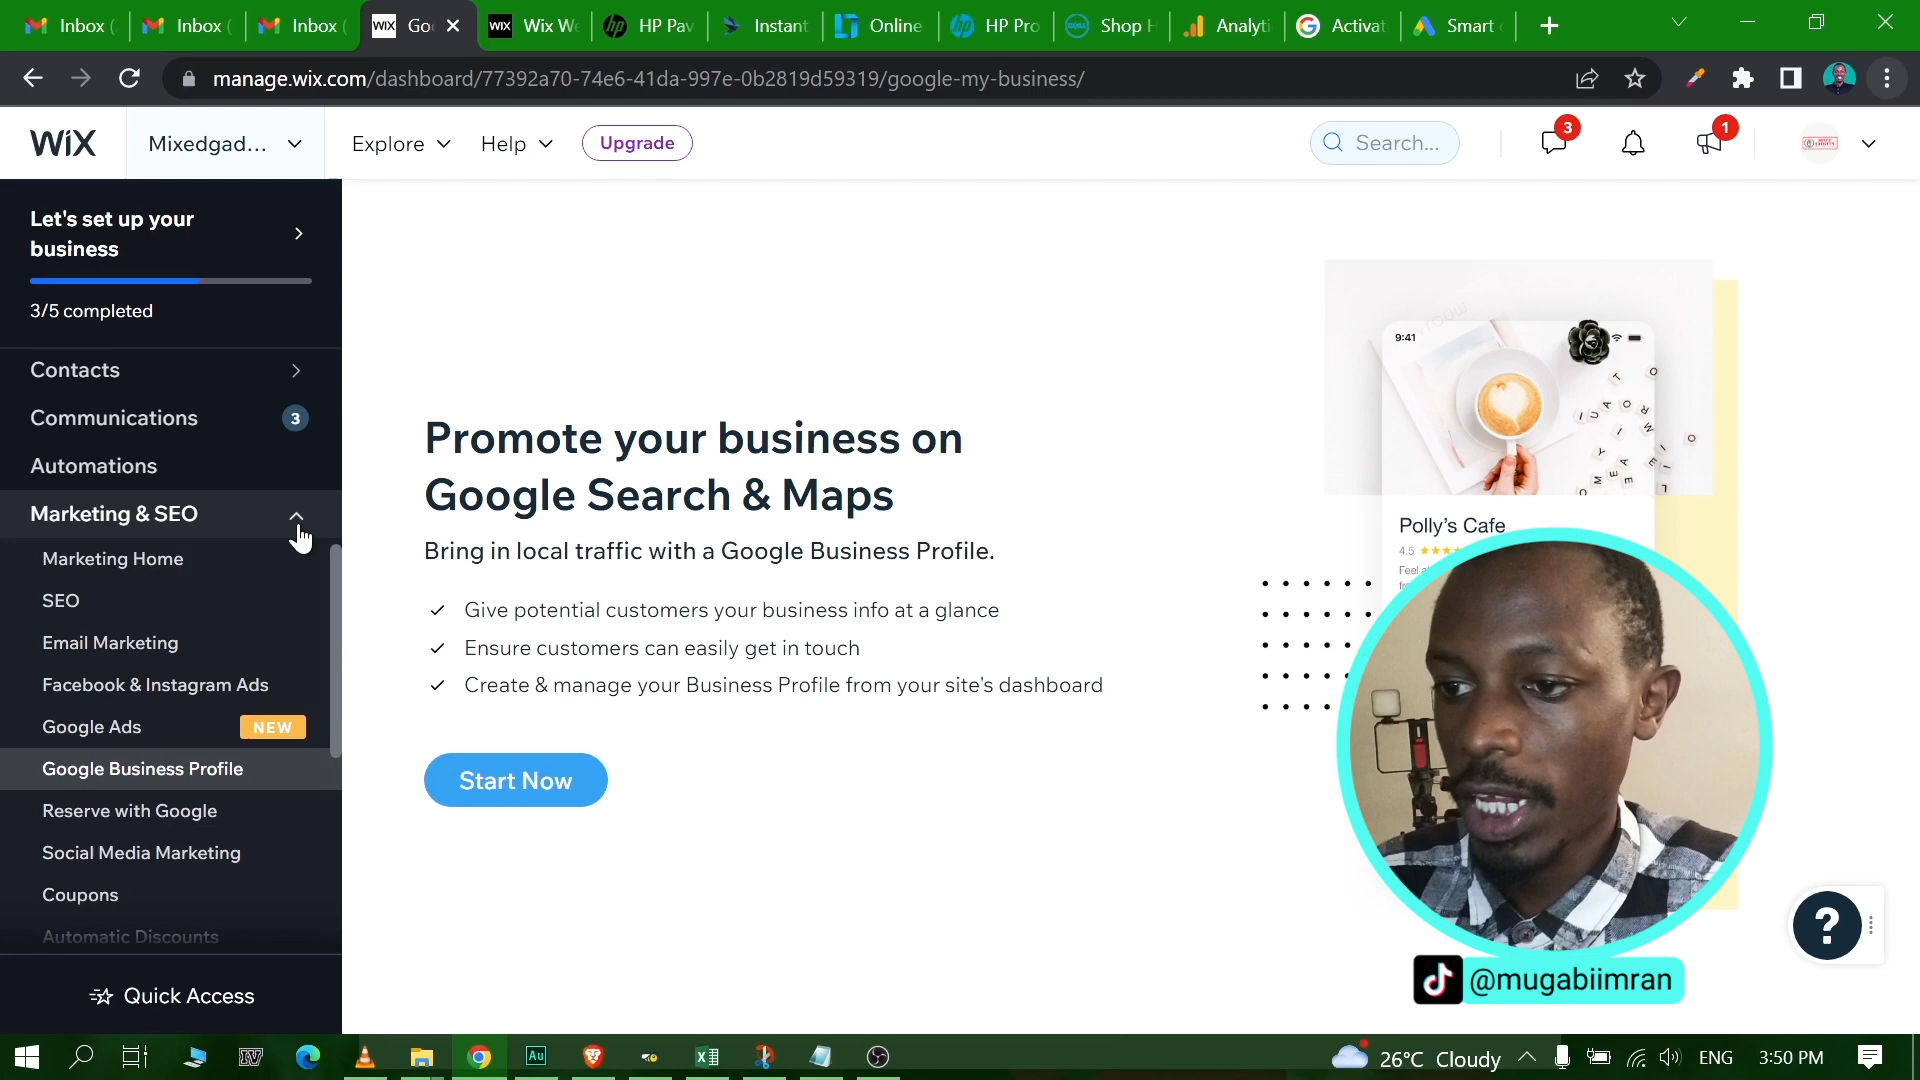 Inbox (
Inbox (
Inbox (
WiX Go
WiX Wix We
HP Pav
Instant
Online
HP Pro
Shop H
Analyti
Activat
Smart
manage.wix.com/dashboard/77392a70-74e6-41da-997e-0b2819d59319/google-my-business/
WiX
Mixedgad...
Explore
Help
Upgrade
Search...
3
1
Let's set up your
business
3/5 completed
Contacts
Communications 3
Automations
Marketing & SEO
Marketing Home
SEO
Email Marketing
Facebook & Instagram Ads
Google Ads NEW
Google Business Profile
Reserve with Google
Social Media Marketing
Coupons
Automatic Discounts
Quick Access
Promote your business on
Google Search & Maps
Bring in local traffic with a Google Business Profile.
Give potential customers your business info at a glance
Ensure customers can easily get in touch
Create & manage your Business Profile from your site's dashboard
Start Now
9:41
Polly's Cafe
4.5
@mugabiimran
?
Au
26°C Cloudy
ENG
3:50 PM